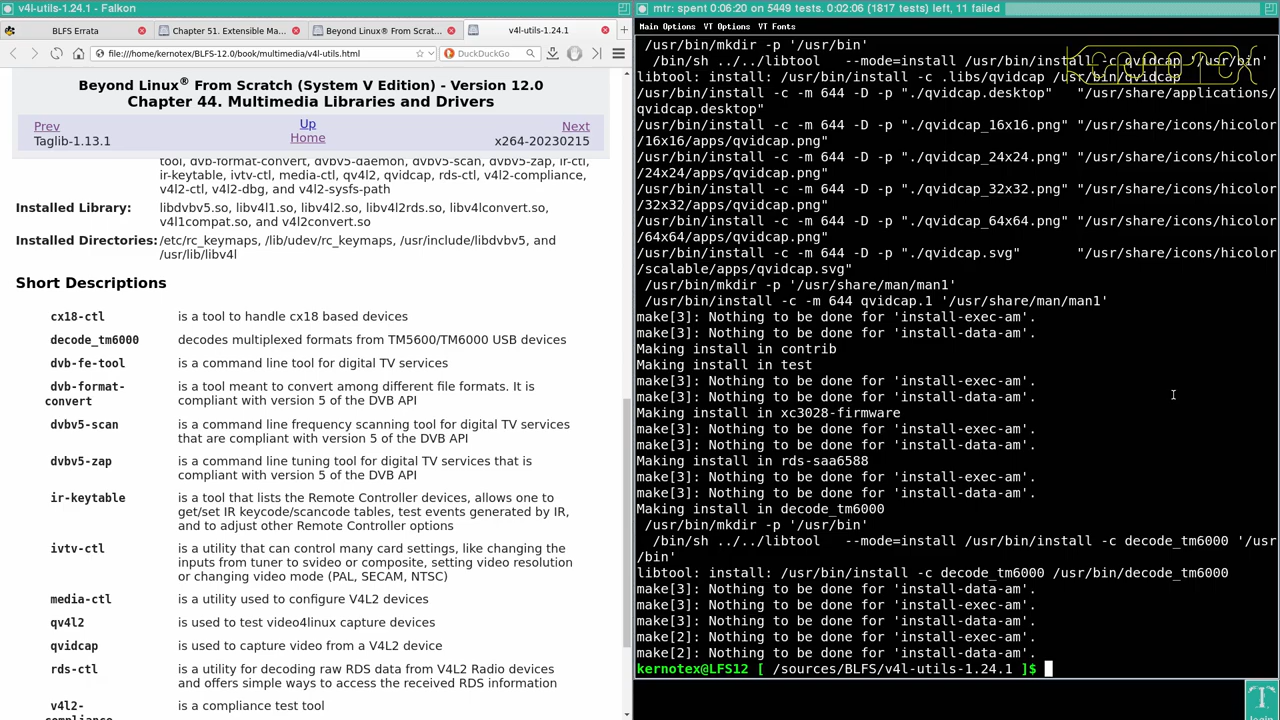 v4l-utils-1.24.1 - Falkon
BLFS Errata
Chapter 51. Extensible Ma...
Beyond Linux® From Scrat...
v4l-utils-1.24.1
file:///home/kernotex/BLFS-12.0/book/multimedia/v4l-utils.html
DuckDuckGo
Beyond Linux® From Scratch (System V Edition) - Version 12.0
Chapter 44. Multimedia Libraries and Drivers
Prev
Up
Next
Taglib-1.13.1
Home
x264-20230215
tool, dvb-format-convert, dvbv5-daemon, dvbv5-scan, dvbv5-zap, ir-ctl,
ir-keytable, ivtv-ctl, media-ctl, qv4l2, qvidcap, rds-ctl, v4l2-compliance,
v4l2-ctl, v4l2-dbg, and v4l2-sysfs-path
Installed Library: libdvbv5.so, libv4l1.so, libv4l2.so, libv4l2rds.so, libv4lconvert.so,
v4l1compat.so, and v4l2convert.so
Installed Directories: /etc/rc_keymaps, /lib/udev/rc_keymaps, /usr/include/libdvbv5, and
/usr/lib/libv4l
Short Descriptions
cx18-ctl is a tool to handle cx18 based devices
decode_tm6000 decodes multiplexed formats from TM5600/TM6000 USB devices
dvb-fe-tool is a command line tool for digital TV services
dvb-format- is a tool meant to convert among different file formats. It is
convert compliant with version 5 of the DVB API
dvbv5-scan is a command line frequency scanning tool for digital TV services
that are compliant with version 5 of the DVB API
dvbv5-zap is a command line tuning tool for digital TV services that is
compliant with version 5 of the DVB API
ir-keytable is a tool that lists the Remote Controller devices, allows one to
get/set IR keycode/scancode tables, test events generated by IR,
and to adjust other Remote Controller options
ivtv-ctl is a utility that can control many card settings, like changing the
inputs from tuner to svideo or composite, setting video resolution
or changing video mode (PAL, SECAM, NTSC)
media-ctl is a utility used to configure V4L2 devices
qv4l2 is used to test video4linux capture devices
qvidcap is used to capture video from a V4L2 device
rds-ctl is a utility for decoding raw RDS data from V4L2 Radio devices
and offers simple ways to access the received RDS information
v4l2- is a compliance test tool
compliance
mtr: spent 0:06:20 on 5449 tests. 0:02:06 (1817 tests) left, 11 failed
Main Options VT Options VT Fonts
KERNOTEX
/usr/bin/mkdir -p '/usr/bin'
/bin/sh ../../libtool --mode=install /usr/bin/install -c qvidcap '/usr/bin'
libtool: install: /usr/bin/install -c .libs/qvidcap /usr/bin/qvidcap
/usr/bin/install -c -m 644 -D -p "./qvidcap.desktop" "/usr/share/applications/
qvidcap.desktop"
/usr/bin/install -c -m 644 -D -p "./qvidcap_16x16.png" "/usr/share/icons/hicolor
/16x16/apps/qvidcap.png"
/usr/bin/install -c -m 644 -D -p "./qvidcap_24x24.png" "/usr/share/icons/hicolor
/24x24/apps/qvidcap.png"
/usr/bin/install -c -m 644 -D -p "./qvidcap_32x32.png" "/usr/share/icons/hicolor
/32x32/apps/qvidcap.png"
/usr/bin/install -c -m 644 -D -p "./qvidcap_64x64.png" "/usr/share/icons/hicolor
/64x64/apps/qvidcap.png"
/usr/bin/install -c -m 644 -D -p "./qvidcap.svg" "/usr/share/icons/hicolor
/scalable/apps/qvidcap.svg"
/usr/bin/mkdir -p '/usr/share/man/man1'
/usr/bin/install -c -m 644 qvidcap.1 '/usr/share/man/man1'
make[3]: Nothing to be done for 'install-exec-am'.
make[3]: Nothing to be done for 'install-data-am'.
Making install in contrib
Making install in test
make[3]: Nothing to be done for 'install-exec-am'.
make[3]: Nothing to be done for 'install-data-am'.
Making install in xc3028-firmware
make[3]: Nothing to be done for 'install-exec-am'.
make[3]: Nothing to be done for 'install-data-am'.
Making install in rds-saa6588
make[3]: Nothing to be done for 'install-exec-am'.
make[3]: Nothing to be done for 'install-data-am'.
Making install in decode_tm6000
/usr/bin/mkdir -p '/usr/bin'
/bin/sh ../../libtool --mode=install /usr/bin/install -c decode_tm6000 '/usr
/bin'
libtool: install: /usr/bin/install -c decode_tm6000 /usr/bin/decode_tm6000
make[3]: Nothing to be done for 'install-data-am'.
make[3]: Nothing to be done for 'install-exec-am'.
make[3]: Nothing to be done for 'install-data-am'.
make[2]: Nothing to be done for 'install-exec-am'.
make[2]: Nothing to be done for 'install-data-am'.
kernotex@LFS12 [ /sources/BLFS/v4l-utils-1.24.1 ]$
login